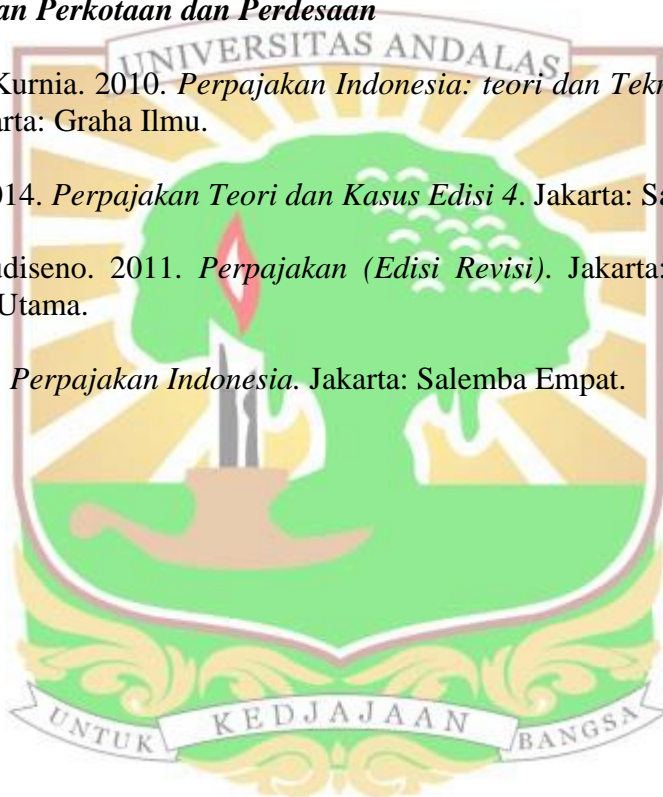 an Perkotaan dan Perdesaan
UNIVERSITAS ANDALAS
Kurnia. 2010. Perpajakan Indonesia: teori dan Tekn
arta: Graha Ilmu.
014. Perpajakan Teori dan Kasus Edisi 4. Jakarta: Sa
udiseno. 2011. Perpajakan (Edisi Revisi). Jakarta:
Utama.
Perpajakan Indonesia. Jakarta: Salemba Empat.
UNTUK KEDJAJAAN BANGSA